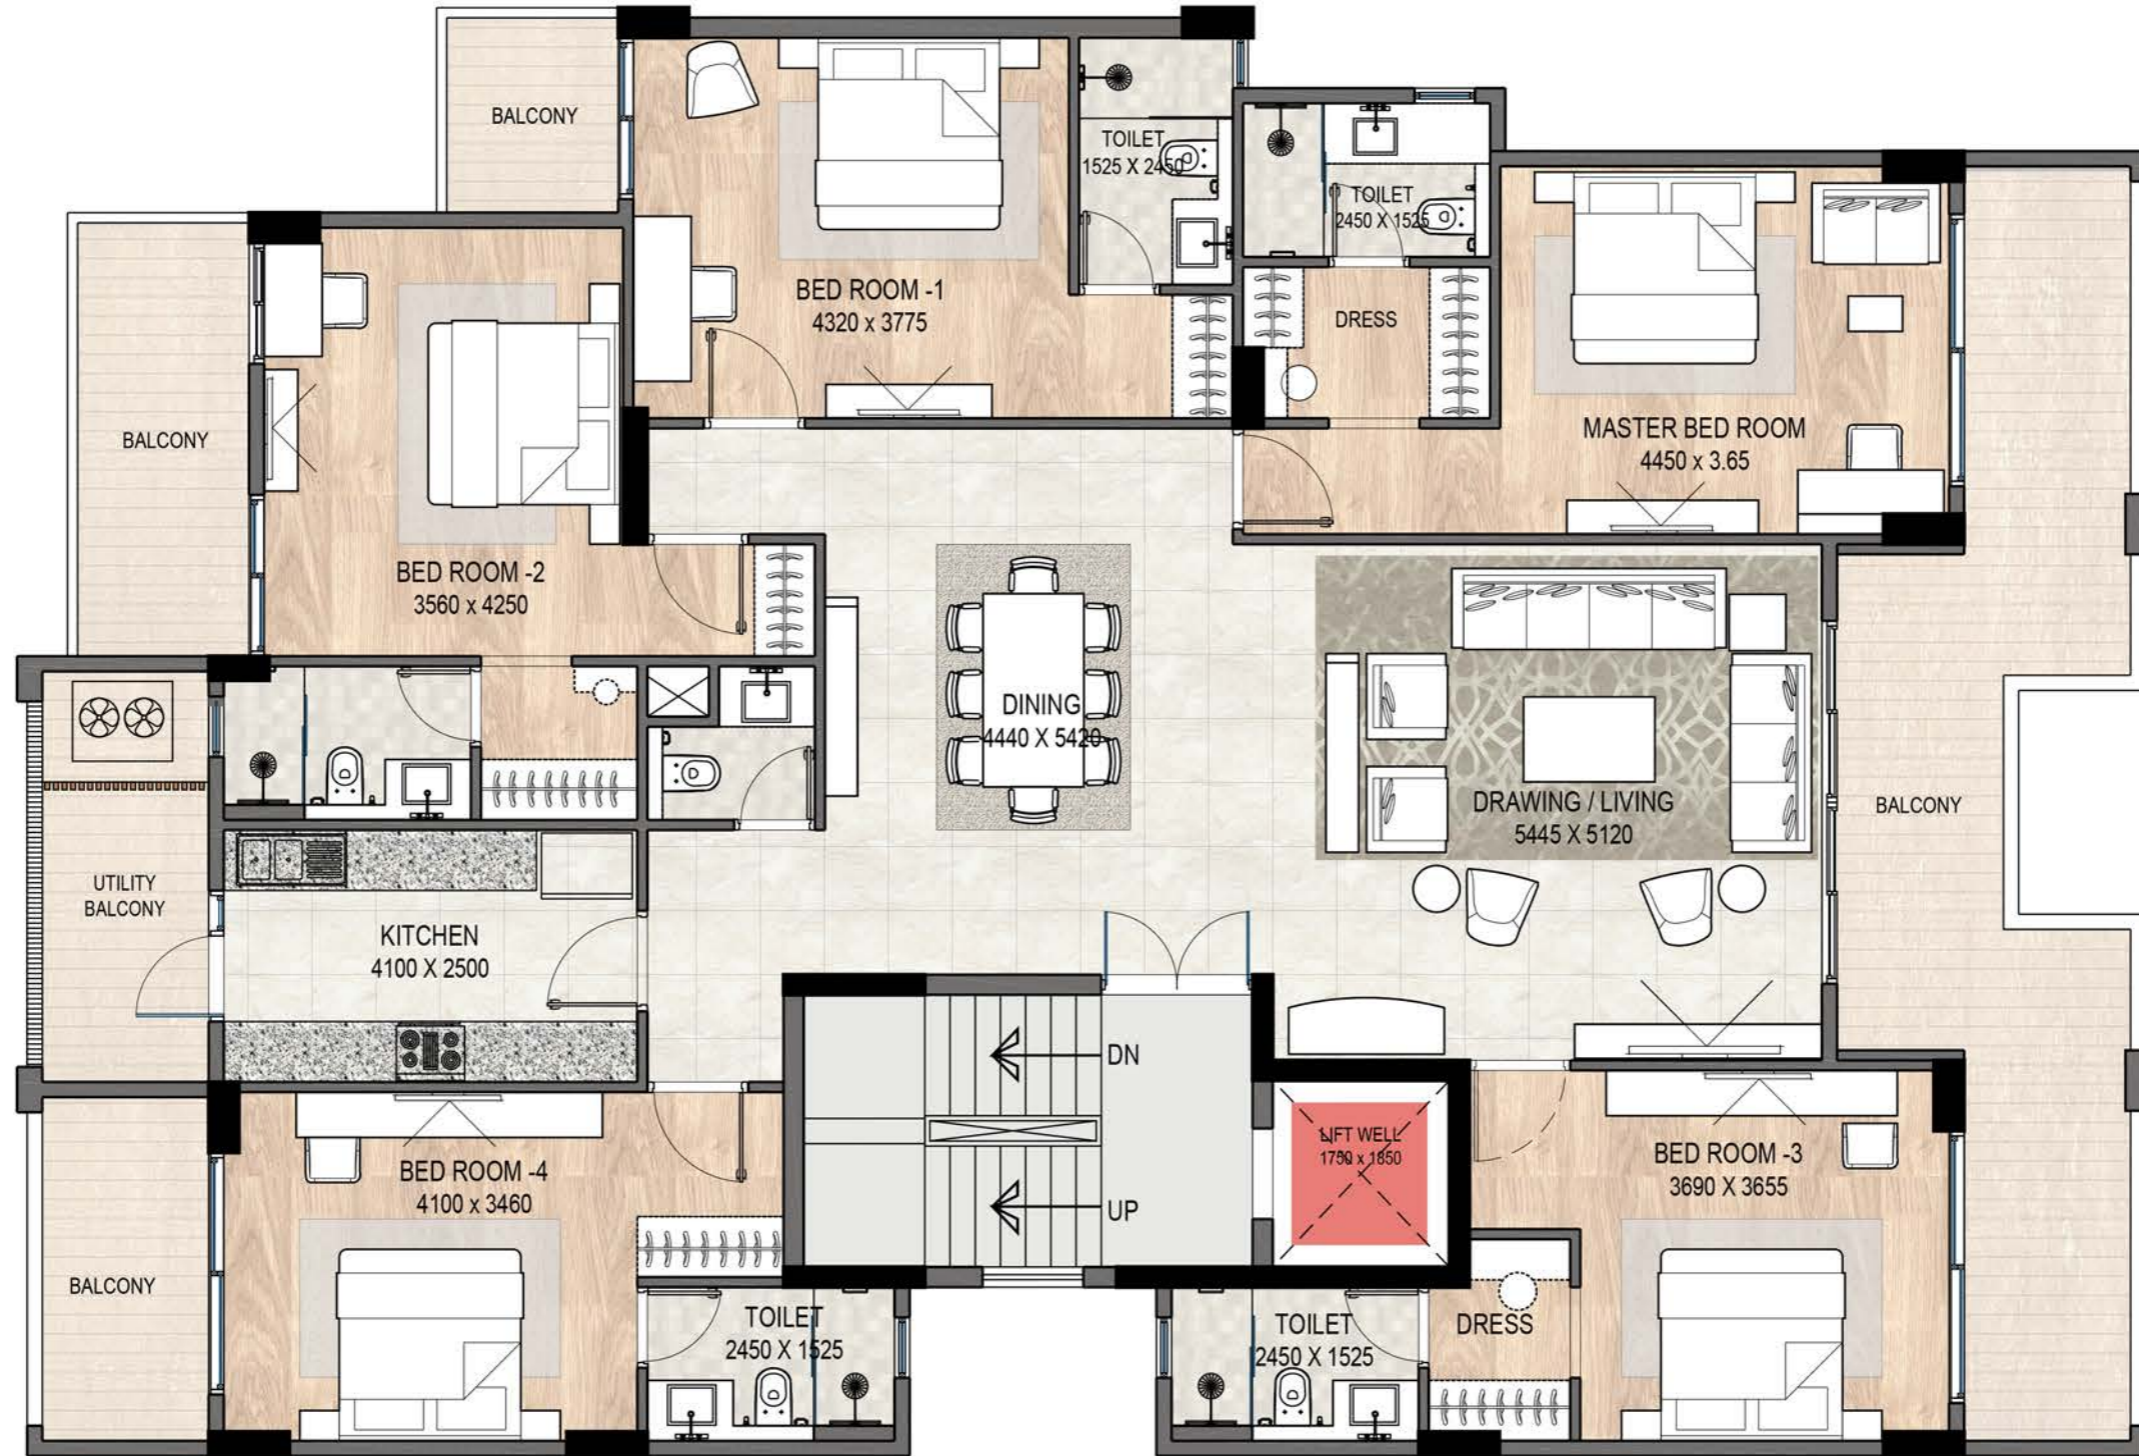 BALCONY
TOILET
1525 X 2450
TOILET
2450 X 1525
BED ROOM -1
4320 x 3775
DRESS
BALCONY
MASTER BED ROOM
4450 x 3.65
BED ROOM -2
3560 x 4250
DINING
4440 X 5420
DRAWING / LIVING
5445 X 5120
BALCONY
UTILITY
BALCONY
KITCHEN
4100 X 2500
DN
LIFT WELL
1750 x 1850
BED ROOM -4
4100 x 3460
UP
BED ROOM -3
3690 X 3655
BALCONY
TOILET
2450 X 1525
TOILET
2450 X 1525
DRESS